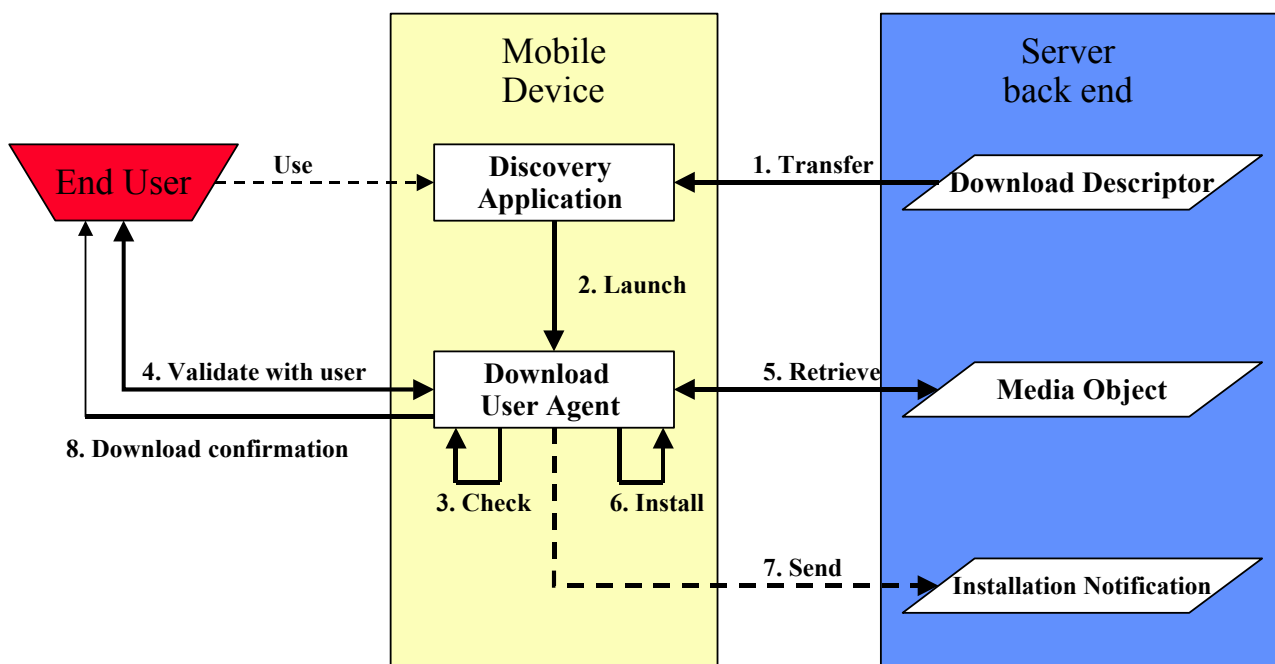 Mobile
Device
Server
back end
End User
Use
Discovery
Application
1. Transfer
Download Descriptor
2. Launch
4. Validate with user
Download
User Agent
5. Retrieve
Media Object
8. Download confirmation
3. Check
6. Install
7. Send
Installation Notification